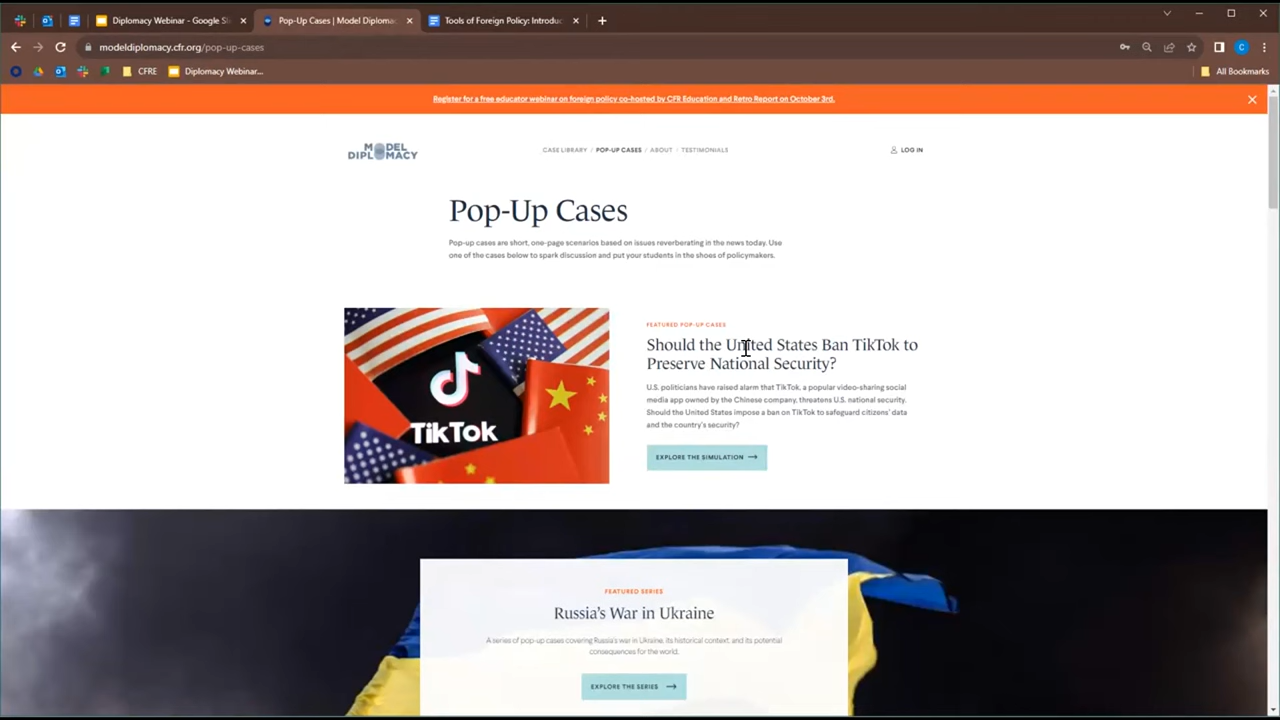 Diplomacy Webinar - Google Sl
Pop-Up Cases | Model Diploma
Tools of Foreign Policy: Introduc
modeldiplomacy.cfr.org/pop-up-cases
CFRE
Diplomacy Webinar...
All Bookmarks
Register for a free educator webinar on foreign policy co-hosted by CFR Education and Retro Report on October 3rd.
MODEL
DIPLOMACY
CASE LIBRARY / POP-UP CASES / ABOUT / TESTIMONIALS
LOG IN
Pop-Up Cases
Pop-up cases are short, one-page scenarios based on issues reverberating in the news today. Use
one of the cases below to spark discussion and put your students in the shoes of policymakers.
TikTok
FEATURED POP-UP CASES
Should the United States Ban TikTok to
Preserve National Security?
U.S. politicians have raised alarm that TikTok, a popular video-sharing social
media app owned by the Chinese company, threatens U.S. national security.
Should the United States impose a ban on TikTok to safeguard citizens' data
and the country's security?
EXPLORE THE SIMULATION
FEATURED SERIES
Russia's War in Ukraine
A series of pop-up cases covering Russia's war in Ukraine, its historical context, and its potential
consequences for the world.
EXPLORE THE SERIES